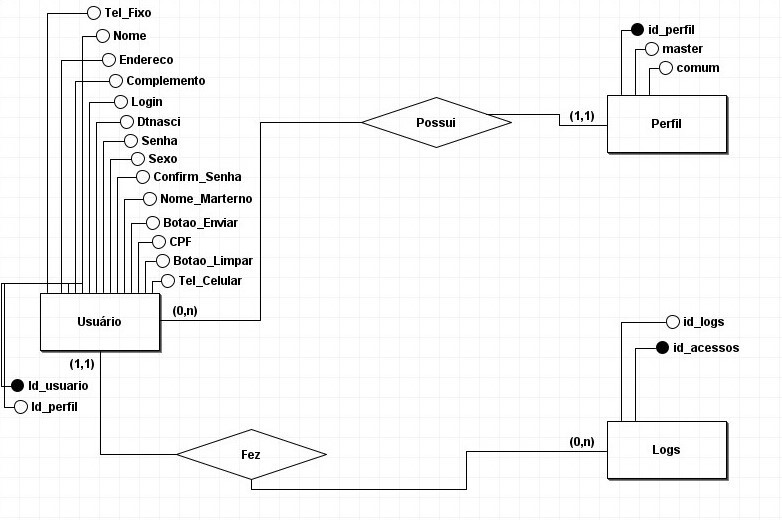 Tel_Fixo
Nome
Endereco
Complemento
Login
Dtnasci
Senha
Sexo
Confirm_Senha
Nome_Marterno
Botao_Enviar
CPF
Botao_Limpar
Tel_Celular
Usuário
(0,n)
(1,1)
Id_usuario
Id_perfil
Possui
(1,1)
id_perfil
master
comum
Perfil
Fez
(0,n)
id_logs
id_acessos
Logs